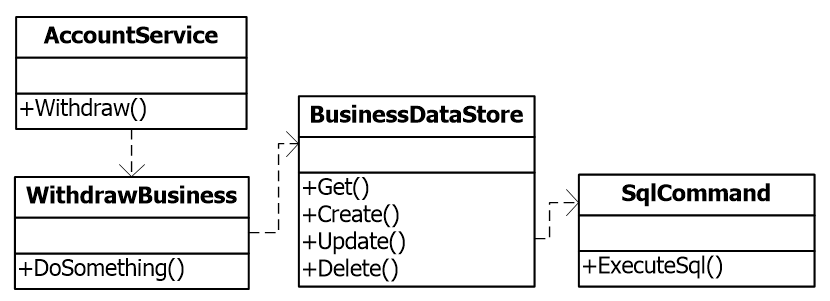 AccountService
+Withdraw()
WithdrawBusiness
+DoSomething()
BusinessDataStore
+Get()
+Create()
+Update()
+Delete()
SqlCommand
+ExecuteSql()